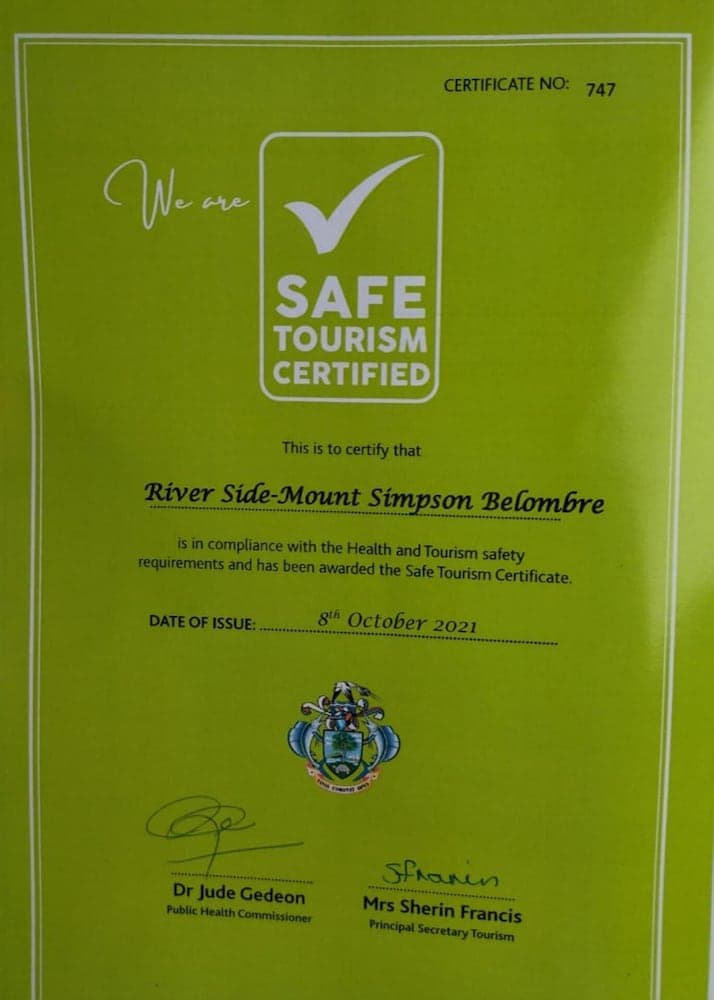 CERTIFICATE NO: 747
We are
SAFE
TOURISM
CERTIFIED
This is to certify that
River Side-Mount Simpson Belombre
is in compliance with the Health and Tourism safety
requirements and has been awarded the Safe Tourism Certificate.
DATE OF ISSUE: 8th October 2021
Sfrancis
Dr Jude Gedeon
Public Health Commissioner
Mrs Sherin Francis
Principal Secretary Tourism